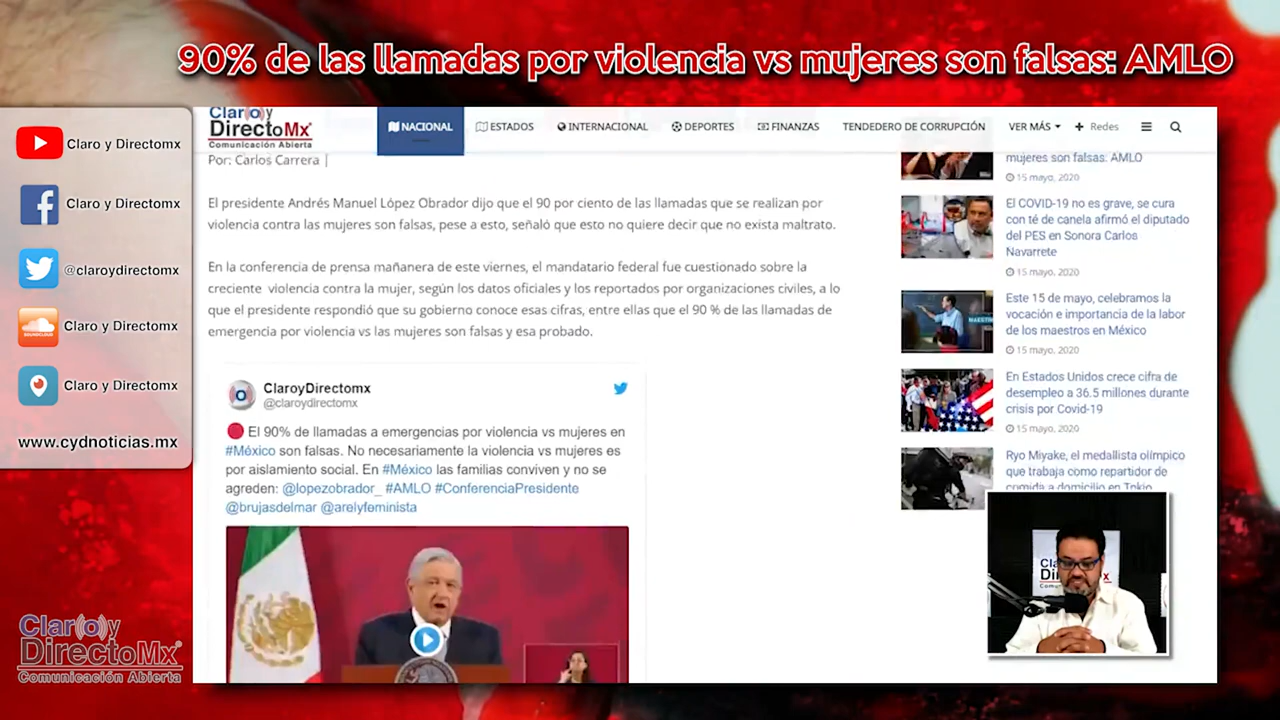 90% de las llamadas por violencia vs mujeres son falsas: AMLO
Claro y Directomx
Claro y Directomx
@claroydirectomx
Claro y Directomx
Claro y Directomx
www.cydnoticias.mx
Claro y
DirectoMx
Comunicación Abierta
Claro y
DirectoMx
Comunicación Abierta
NACIONAL
ESTADOS
INTERNACIONAL
DEPORTES
FINANZAS
TENDEDERO DE CORRUPCIÓN
VER MÁS
Redes
Por: Carlos Carrera |
El presidente Andrés Manuel López Obrador dijo que el 90 por ciento de las llamadas que se realizan por
violencia contra las mujeres son falsas, pese a esto, señaló que esto no quiere decir que no exista maltrato.
En la conferencia de prensa mañanera de este viernes, el mandatario federal fue cuestionado sobre la
creciente violencia contra la mujer, según los datos oficiales y los reportados por organizaciones civiles, a lo
que el presidente respondió que su gobierno conoce esas cifras, entre ellas que el 90 % de las llamadas de
emergencia por violencia vs las mujeres son falsas y esa probado.
ClaroyDirectomx
@claroydirectomx
El 90% de llamadas a emergencias por violencia vs mujeres en
#México son falsas. No necesariamente la violencia vs mujeres es
por aislamiento social. En #México las familias conviven y no se
agreden: @lopezobrador_ #AMLO #ConferenciaPresidente
@brujasdelmar @arelyfeminista
mujeres son falsas: AMLO
15 mayo, 2020
El COVID-19 no es grave, se cura
con té de canela afirmó el diputado
del PES en Sonora Carlos
Navarrete
15 mayo, 2020
Este 15 de mayo, celebramos la
vocación e importancia de la labor
de los maestros en México
15 mayo, 2020
En Estados Unidos crece cifra de
desempleo a 36.5 millones durante
crisis por Covid-19
15 mayo, 2020
Ryo Miyake, el medallista olímpico
que trabaja como repartidor de
comida a domicilio en Tokio